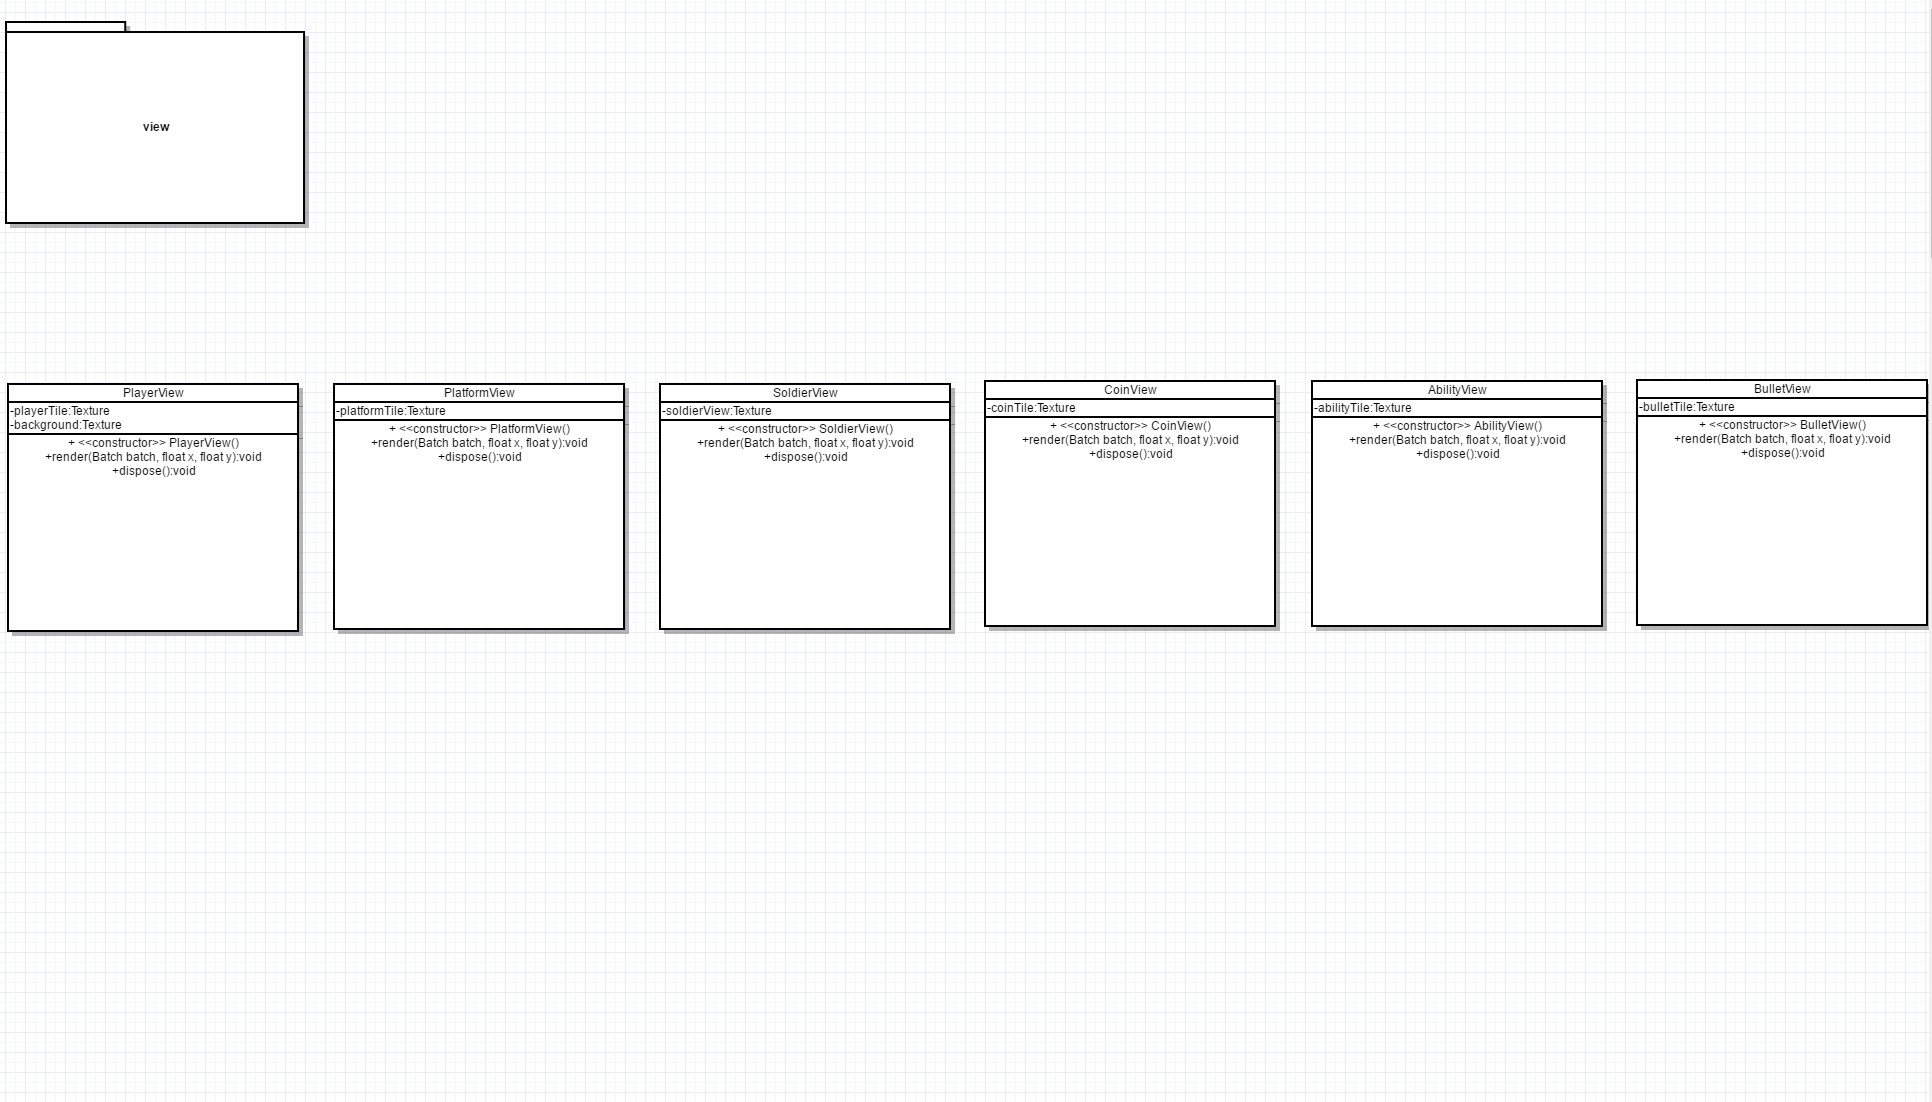 view
PlayerView
-playerTile:Texture
-background:Texture
+ <<constructor>> PlayerView()
+render(Batch batch, float x, float y):void
+dispose():void
PlatformView
-platformTile:Texture
+ <<constructor>> PlatformView()
+render(Batch batch, float x, float y):void
+dispose():void
SoldierView
-soldierView:Texture
+ <<constructor>> SoldierView()
+render(Batch batch, float x, float y):void
+dispose():void
CoinView
-coinTile:Texture
+ <<constructor>> CoinView()
+render(Batch batch, float x, float y):void
+dispose():void
AbilityView
-abilityTile:Texture
+ <<constructor>> AbilityView()
+render(Batch batch, float x, float y):void
+dispose():void
BulletView
-bulletTile:Texture
+ <<constructor>> BulletView()
+render(Batch batch, float x, float y):void
+dispose():void